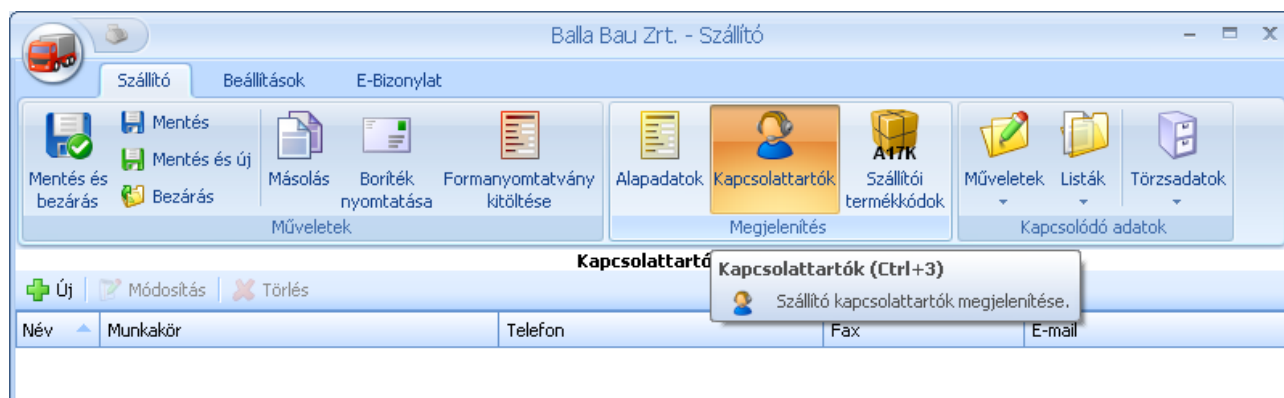 Balla Bau Zrt. - Szállító
Szállító Beállítások E-Bizonylat
Mentés és bezárás
Mentés
Mentés és új
Bezárás
Másolás
Boríték nyomtatása
Formanyomtatvány kitöltése
Műveletek
Alapadatok
Kapcsolattartók
A17K
Szállítói termékkódok
Megjelenítés
Műveletek
Listák
Törzsadatok
Kapcsolódó adatok
Kapcsolattartó
Kapcsolattartók (Ctrl+3)
Szállító kapcsolattartók megjelenítése.
Új Módosítás Törlés
Név Munkakör Telefon Fax E-mail